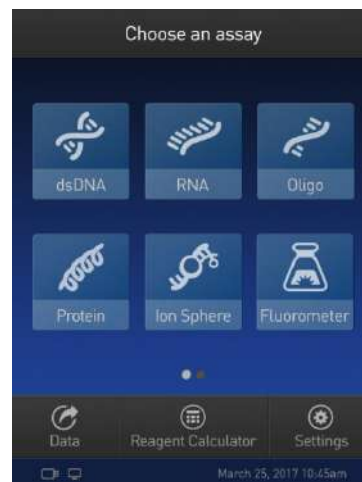 Choose an assay
dsDNA RNA Oligo
Protein Ion Sphere Fluorometer
Data Reagent Calculator Settings
March 25, 2017 10:45am